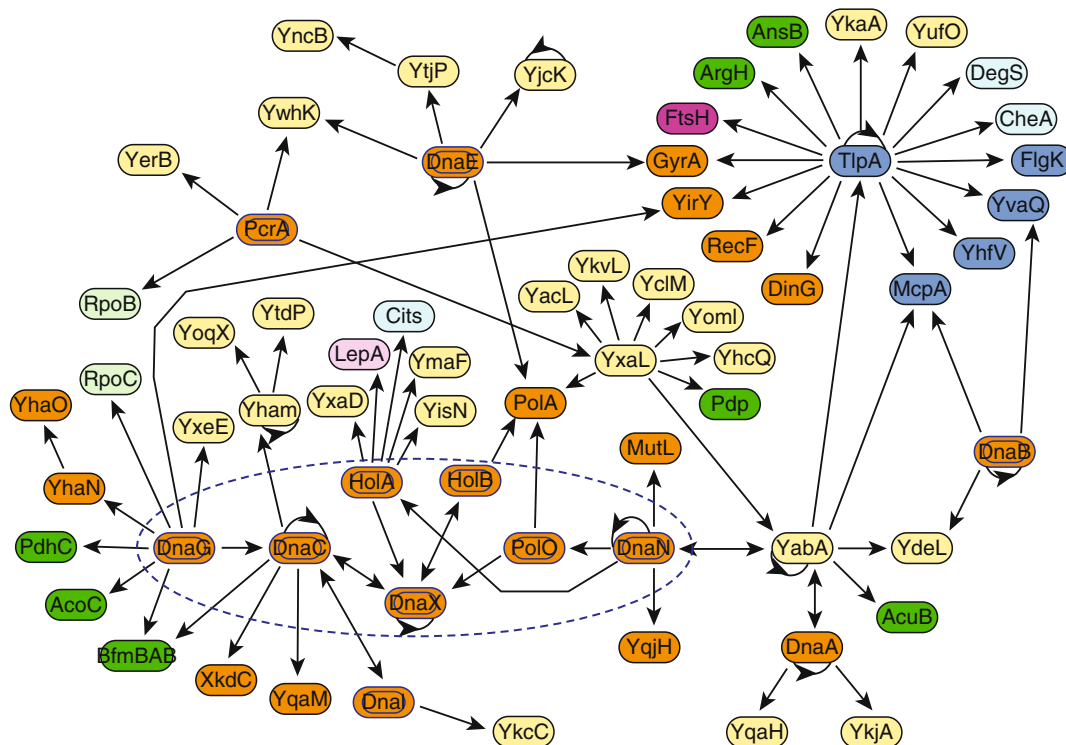 YncB
YtjP
YjcK
AnsB
YkaA
YufO
ArgH
DegS
YwhK
FtsH
CheA
YerB
DnaE
GyrA
TlpA
FlgK
YirY
YvaQ
PcrA
RecF
YhfV
DinG
McpA
RpoB
YtdP
Cits
YkvL
YclM
YacL
YomI
YoqX
LepA
YmaF
YxaL
YhcQ
RpoC
YhaO
YxeE
Yham
YxaD
YisN
PolA
Pdp
MutL
DnaB
YhaN
HolA
HolB
PdhC
DnaG
DnaC
PolO
DnaN
YabA
YdeL
AcoC
DnaX
AcuB
BfmBAB
YqjH
DnaA
XkdC
YqaM
DnaI
YkcC
YqaH
YkjA